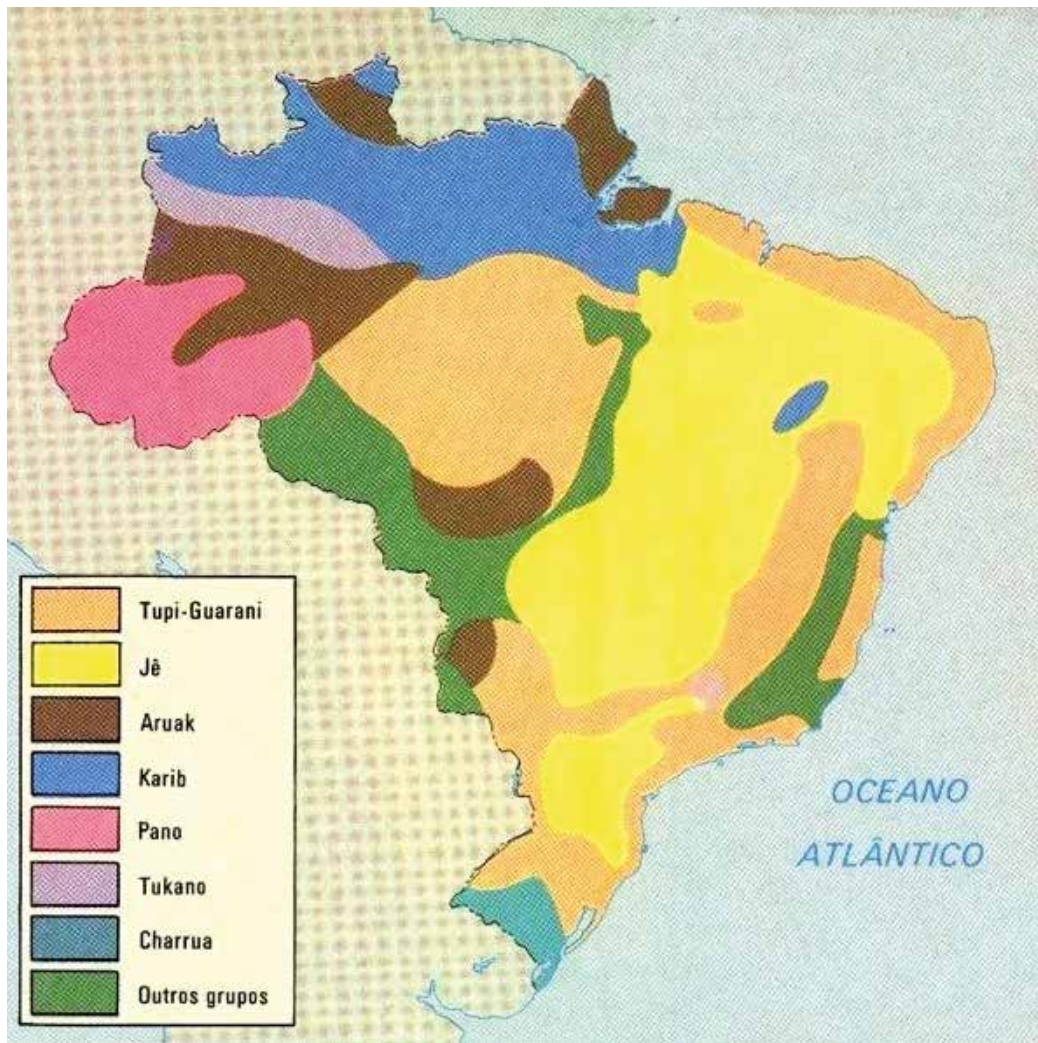 Tupi-Guarani
Jê
Aruak
Karib
Pano
Tukano
Charrua
Outros grupos
OCEANO
ATLÂNTICO